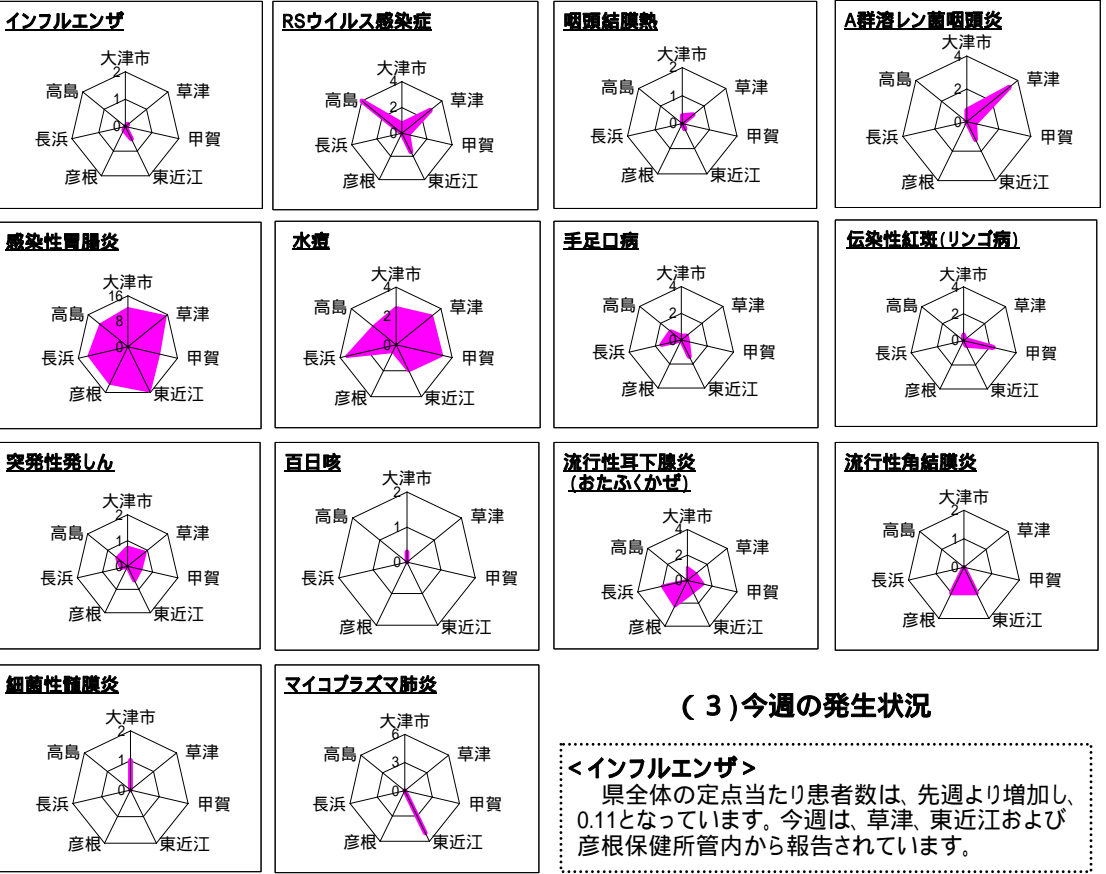 インフルエンザ
大津市
2
草津
高島
1
0
長浜
甲賀
彦根
東近江
RSウイルス感染症
大津市
4
草津
高島
2
0
長浜
甲賀
彦根
東近江
咽頭結膜熱
大津市
2
草津
高島
1
0
長浜
甲賀
彦根
東近江
A群溶レン菌咽頭炎
大津市
4
草津
高島
2
0
長浜
甲賀
彦根
東近江
感染性胃腸炎
大津市
16
草津
高島
8
0
長浜
甲賀
彦根
東近江
水痘
大津市
4
草津
高島
2
0
長浜
甲賀
彦根
東近江
手足口病
大津市
4
草津
高島
2
0
長浜
甲賀
彦根
東近江
伝染性紅斑(リンゴ病)
大津市
4
草津
高島
2
0
長浜
甲賀
彦根
東近江
突発性発しん
大津市
2
草津
高島
1
0
長浜
甲賀
彦根
東近江
百日咳
大津市
2
草津
高島
1
0
長浜
甲賀
彦根
東近江
流行性耳下腺炎
(おたふくかぜ)
大津市
4
草津
高島
2
0
長浜
甲賀
彦根
東近江
流行性角結膜炎
大津市
2
草津
高島
1
0
長浜
甲賀
彦根
東近江
細菌性髄膜炎
大津市
2
草津
高島
1
0
長浜
甲賀
彦根
東近江
マイコプラズマ肺炎
大津市
6
草津
高島
3
0
長浜
甲賀
彦根
東近江
(3)今週の発生状況
<インフルエンザ>
県全体の定点当たり患者数は、先週より増加し、
0.11となっています。今週は、草津、東近江および
彦根保健所管内から報告されています。